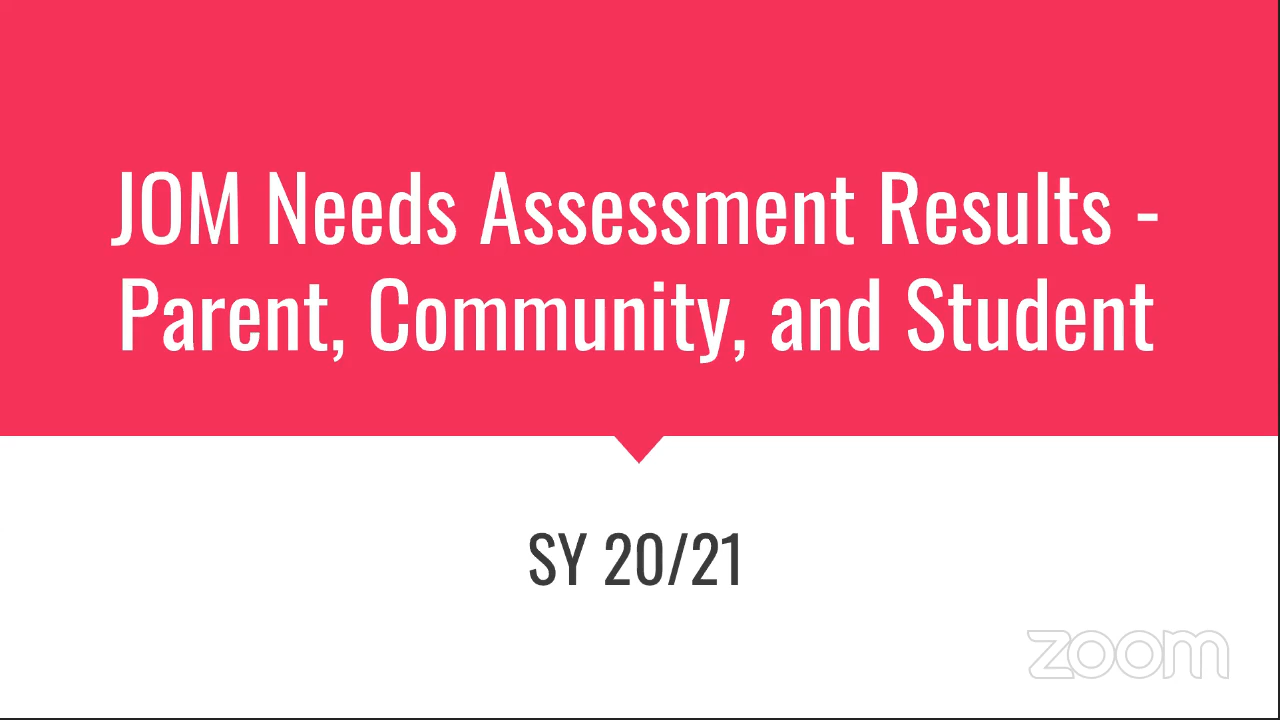 JOM Needs Assessment Results -
Parent, Community, and Student
SY 20/21
zoom